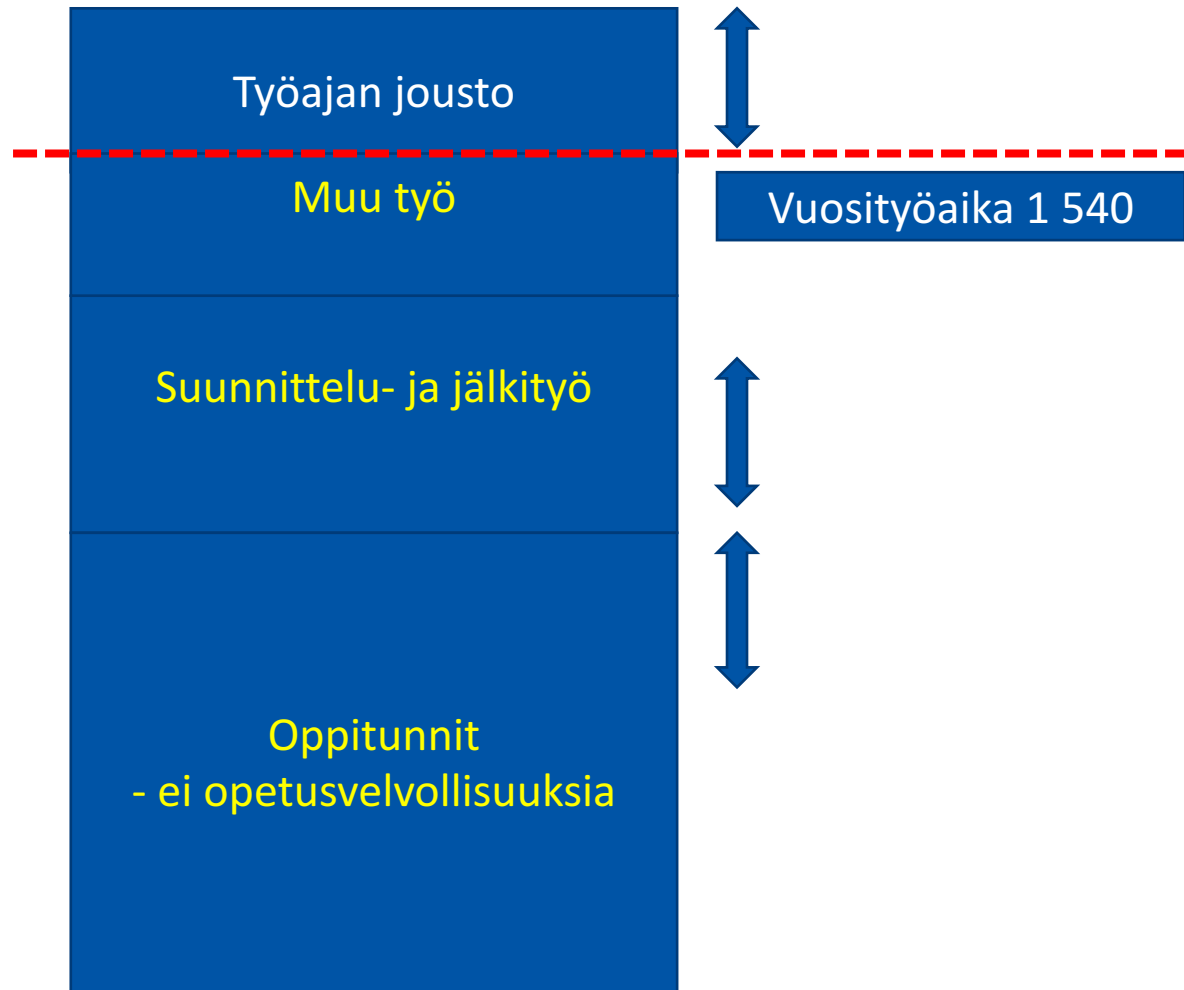 Työajan jousto
Muu työ
Vuosityöaika 1 540
Suunnittelu- ja jälkityö
Oppitunnit
- ei opetusvelvollisuuksia